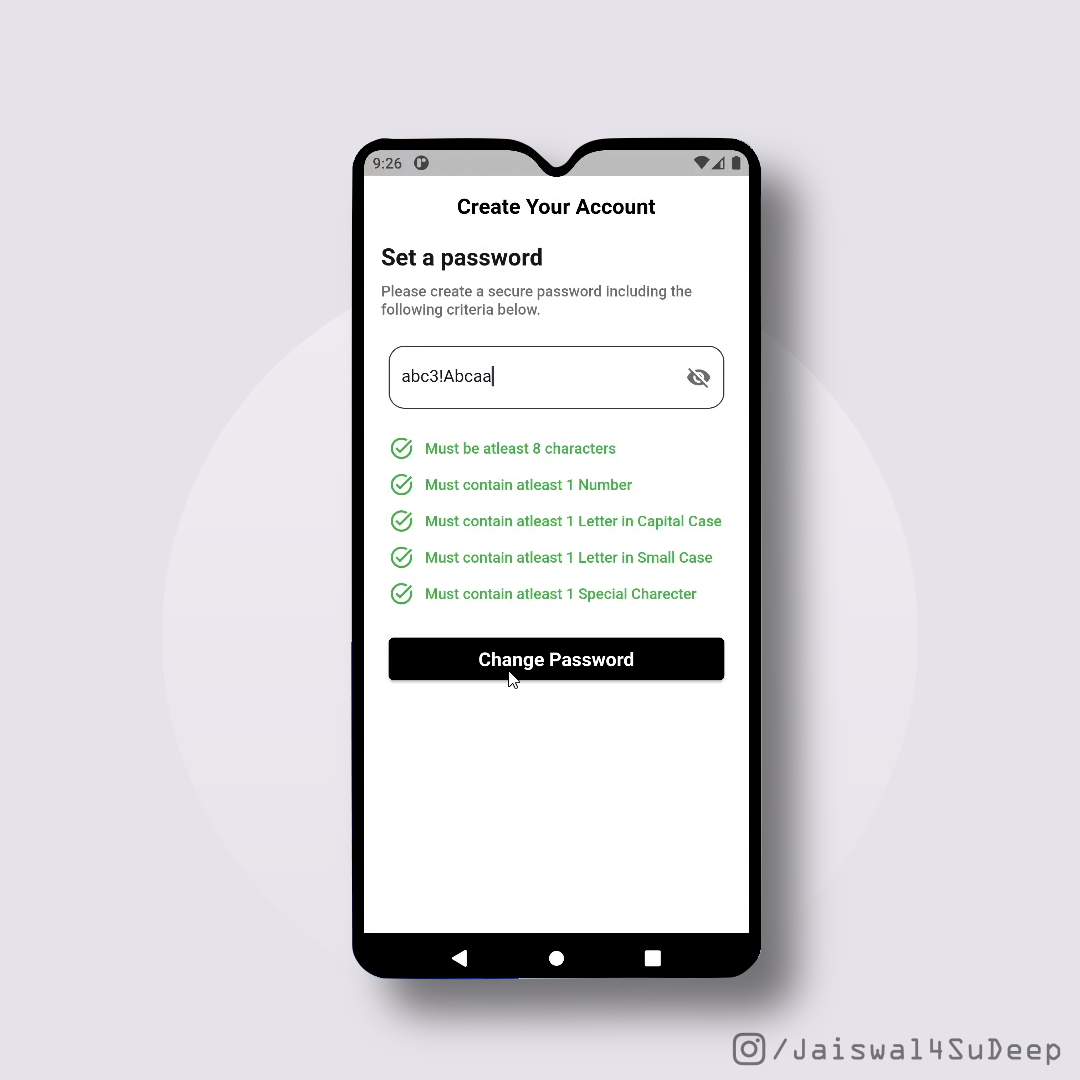 9:26
Create Your Account
Set a password
Please create a secure password including the
following criteria below.
abc3!Abcaa
Must be atleast 8 characters
Must contain atleast 1 Number
Must contain atleast 1 Letter in Capital Case
Must contain atleast 1 Letter in Small Case
Must contain atleast 1 Special Charecter
Change Password
/Jaiswal4SuDeep